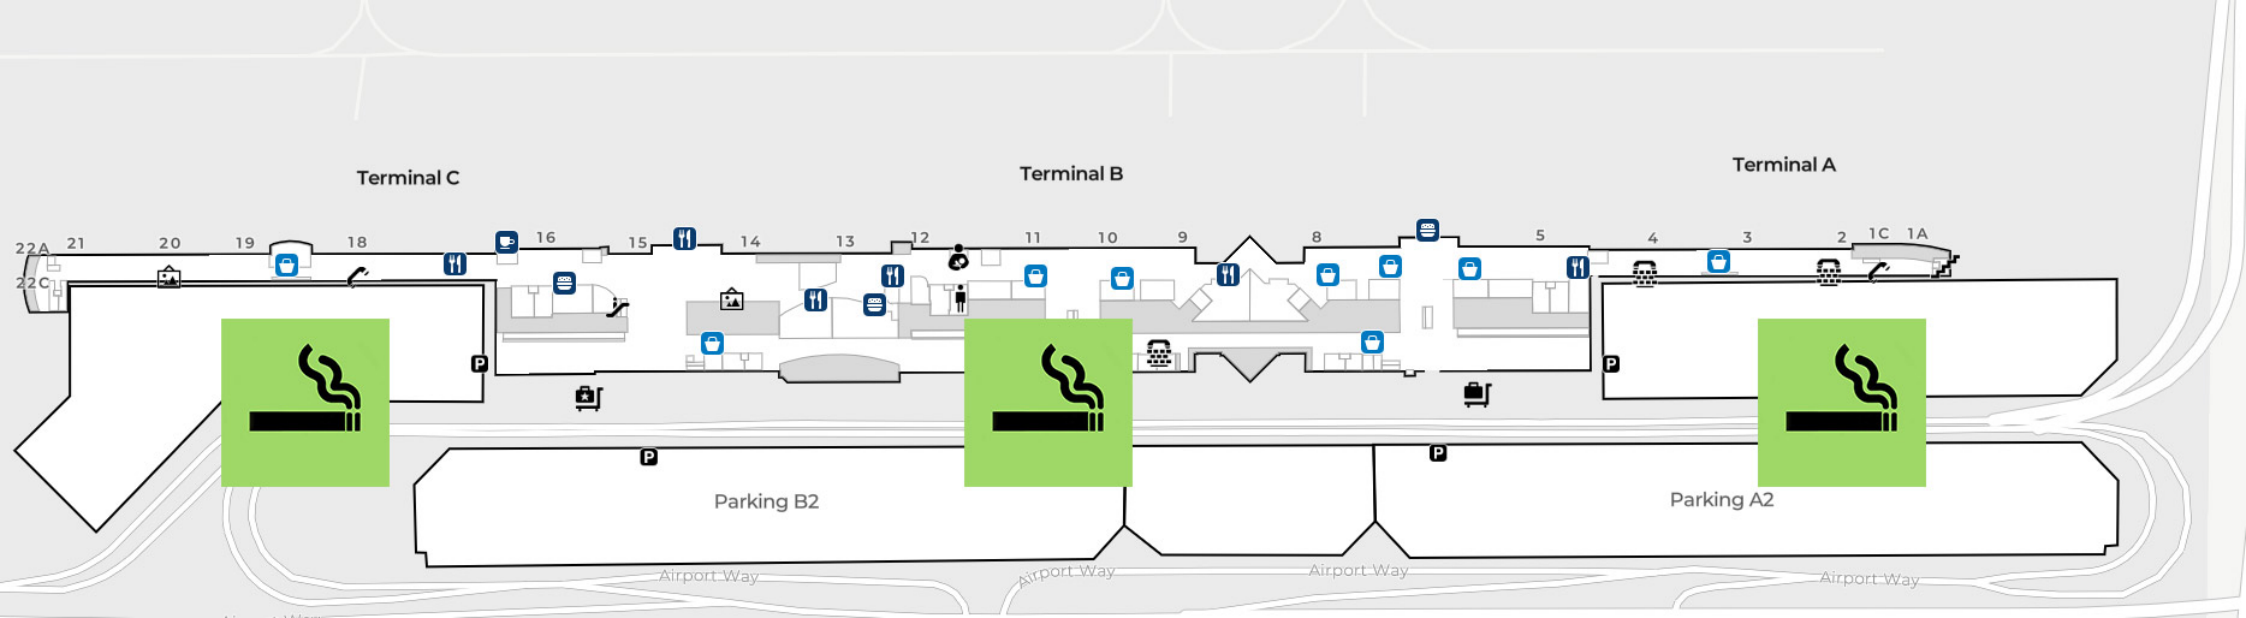 Terminal C
Terminal B
Terminal A
22A 21 20 19 18 16 15 14 13 12 11 10 9 8 5 4 3 2 1C 1A
22C
P
P
P
P
Parking B2
Parking A2
Airport Way
Airport Way
Airport Way
Airport Way